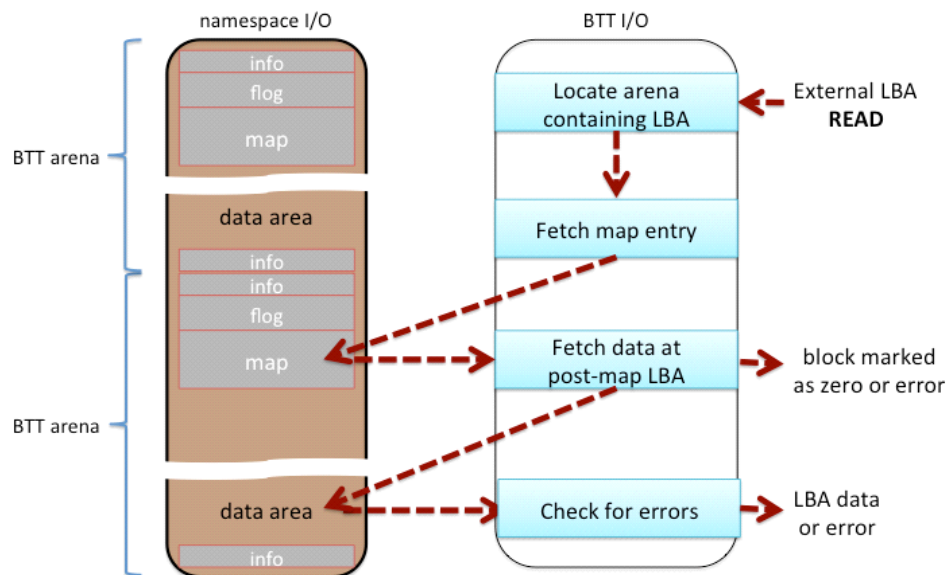 namespace I/O
BTT I/O
info
flog
map
BTT arena
data area
info
info
flog
map
BTT arena
data area
info
Locate arena
containing LBA
External LBA
READ
Fetch map entry
Fetch data at
post-map LBA
block marked
as zero or error
Check for errors
LBA data
or error